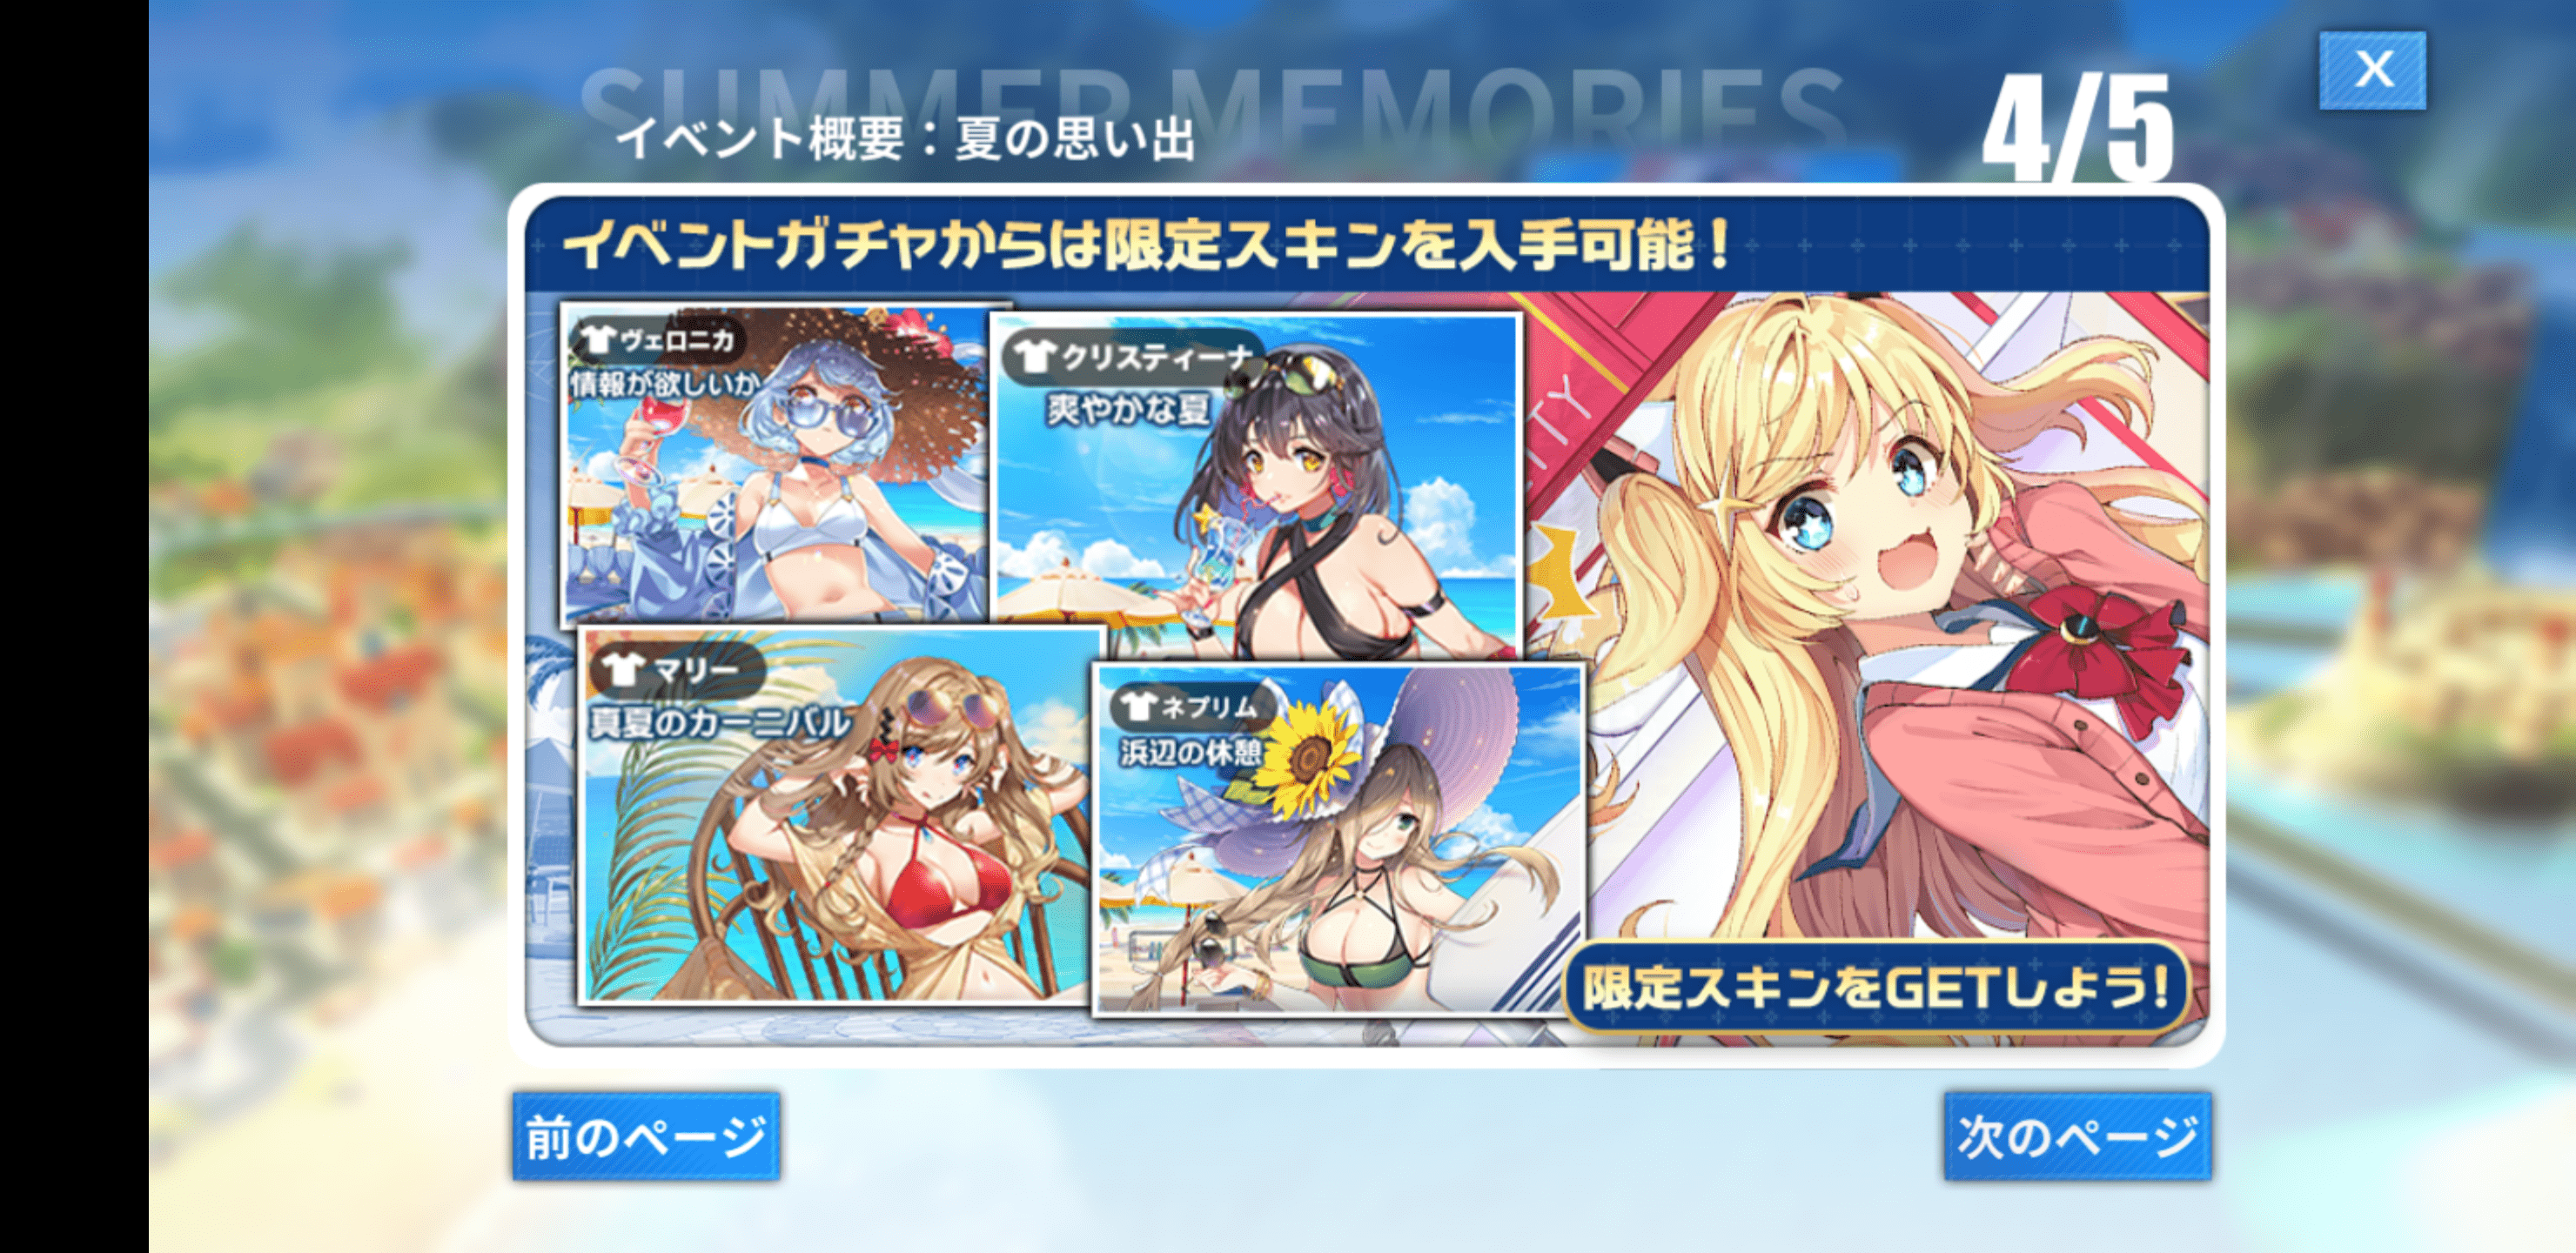 SUMMER MEMORIES
イベント概要：夏の思い出
4/5
X
イベントガチャからは限定スキンを入手可能！
ヴェロニカ
情報が欲しいか
クリスティーナ
爽やかな夏
マリー
真夏のカーニバル
ネプリム
浜辺の休憩
限定スキンをGETしよう！
前のページ
次のページ